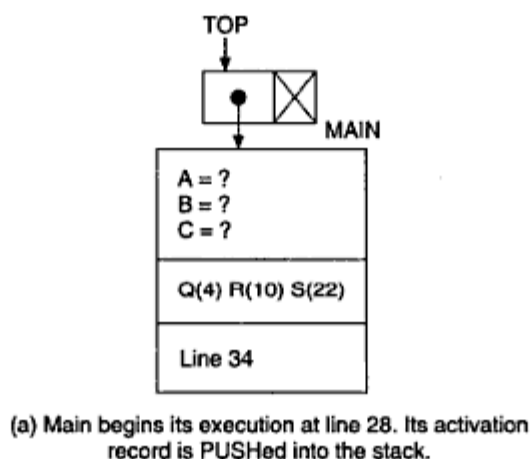 TOP
MAIN
A = ?
B = ?
C = ?
Q(4) R(10) S(22)
Line 34
(a) Main begins its execution at line 28. Its activation
record is PUSHed into the stack.